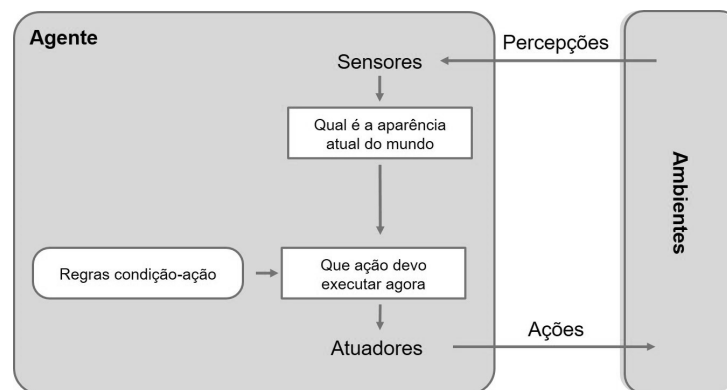 Agente
Percepções
Sensores
Qual é a aparência
atual do mundo
Ambientes
Regras condição-ação
Que ação devo
executar agora
Ações
Atuadores